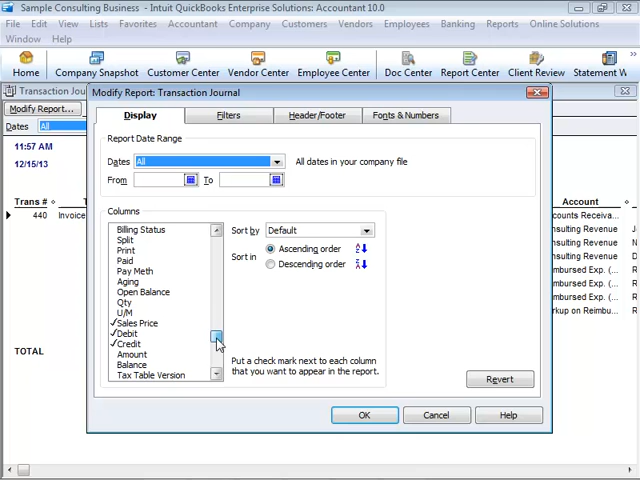 Sample Consulting Business - Intuit QuickBooks Enterprise Solutions: Accountant 10.0
File Edit View Lists Favorites Accountant Company Customers Vendors Employees Banking Reports Online Solutions
Window Help
Home Company Snapshot Customer Center Vendor Center Employee Center Doc Center Report Center Client Review Statement W
Transaction Jou
Modify Report...
Dates All
11:57 AM
12/15/13
Trans #
440 Invoice
TOTAL
Modify Report: Transaction Journal
Display Filters Header/Footer Fonts & Numbers
Report Date Range
Dates All All dates in your company file
From To
Columns
Billing Status
Split
Print
Paid
Pay Meth
Aging
Open Balance
Qty
U/M
✓Sales Price
✓Debit
✓Credit
Amount
Balance
Tax Table Version
Sort by Default
Sort in Ascending order
Descending order
Put a check mark next to each column
that you want to appear in the report.
Revert
OK Cancel Help
Account
counts Receiva...
nsulting Revenue
nsulting Revenue
imbursed Exp. (...
imbursed Exp. (...
rkup on Reimbu...